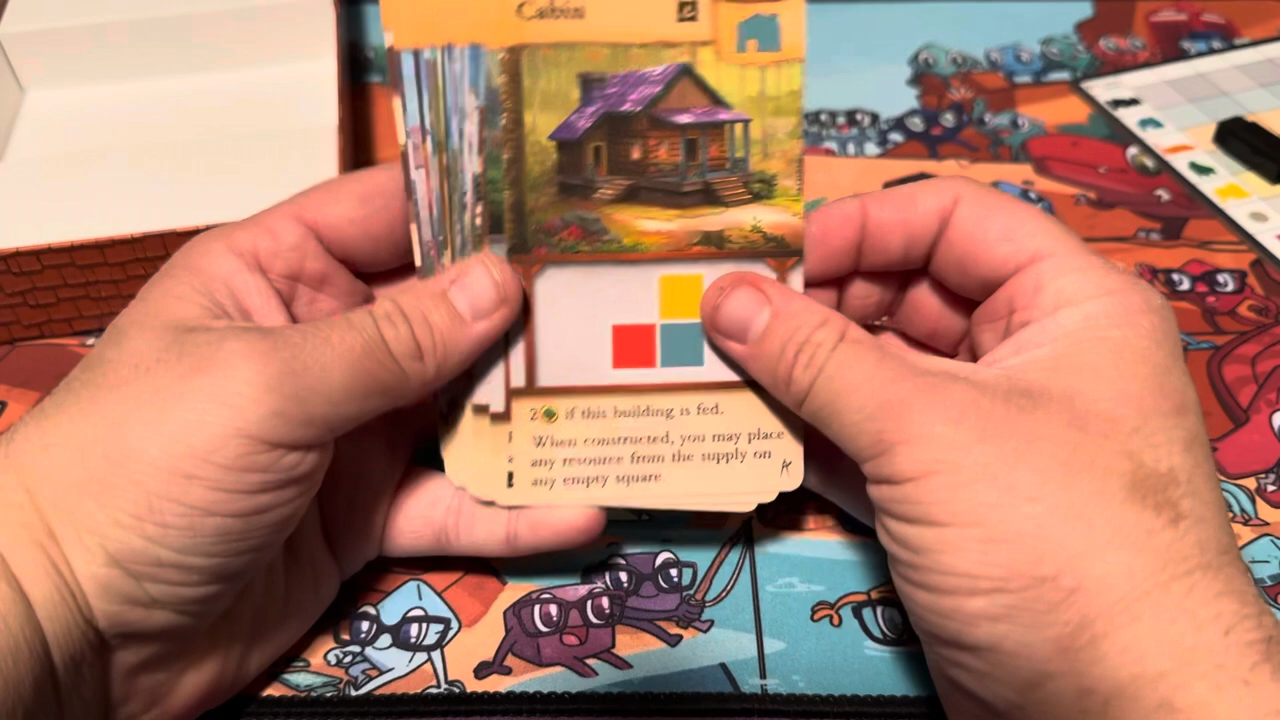 Cabin
2 if this building is fed.
When constructed, you may place
any resource from the supply on
any empty square.